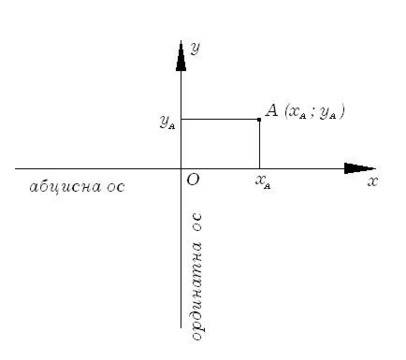 y
A (x_A ; y_A)
y_A
O
x_A
x
абцисна ос
ординатна ос